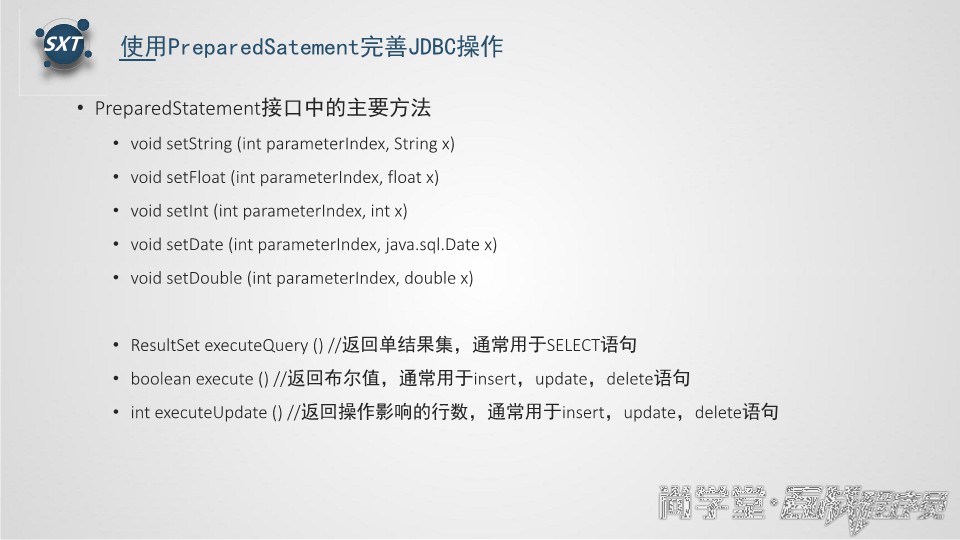 SXT
使用PreparedSatement完善JDBC操作
• PreparedStatement接口中的主要方法
• void setString (int parameterIndex, String x)
• void setFloat (int parameterIndex, float x)
• void setInt (int parameterIndex, int x)
• void setDate (int parameterIndex, java.sql.Date x)
• void setDouble (int parameterIndex, double x)
• ResultSet executeQuery () //返回单结果集，通常用于SELECT语句
• boolean execute () //返回布尔值，通常用于insert，update，delete语句
• int executeUpdate () //返回操作影响的行数，通常用于insert，update，delete语句
尚学堂·